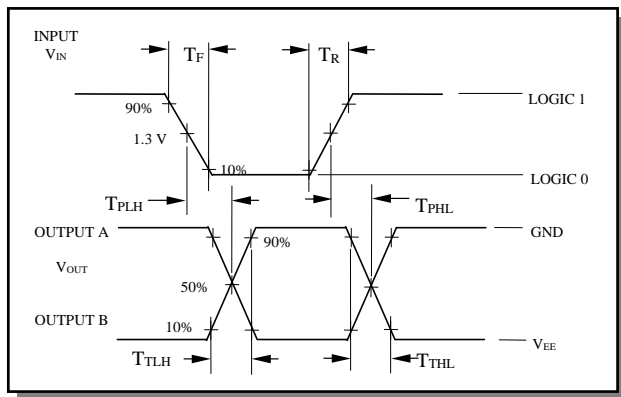 INPUT
VIN
TF
TR
90%
LOGIC 1
1.3 V
10%
LOGIC 0
TPLH
TPHL
OUTPUT A
GND
90%
VOUT
50%
OUTPUT B
10%
VEE
TTLH
TTHL